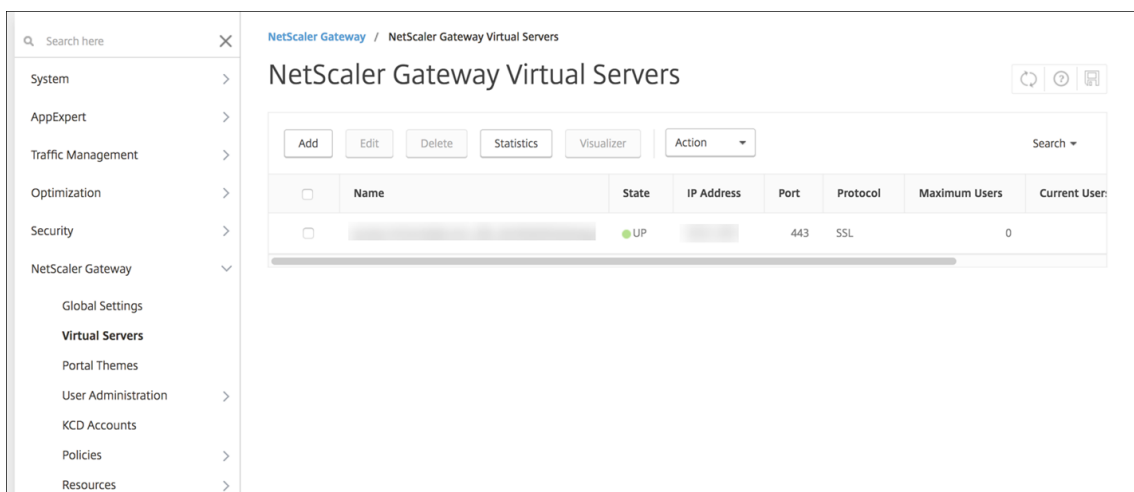 Search here
System
AppExpert
Traffic Management
Optimization
Security
NetScaler Gateway
Global Settings
Virtual Servers
Portal Themes
User Administration
KCD Accounts
Policies
Resources
NetScaler Gateway / NetScaler Gateway Virtual Servers
NetScaler Gateway Virtual Servers
Add Edit Delete Statistics Visualizer Action Search
Name State IP Address Port Protocol Maximum Users Current Users
UP 443 SSL 0